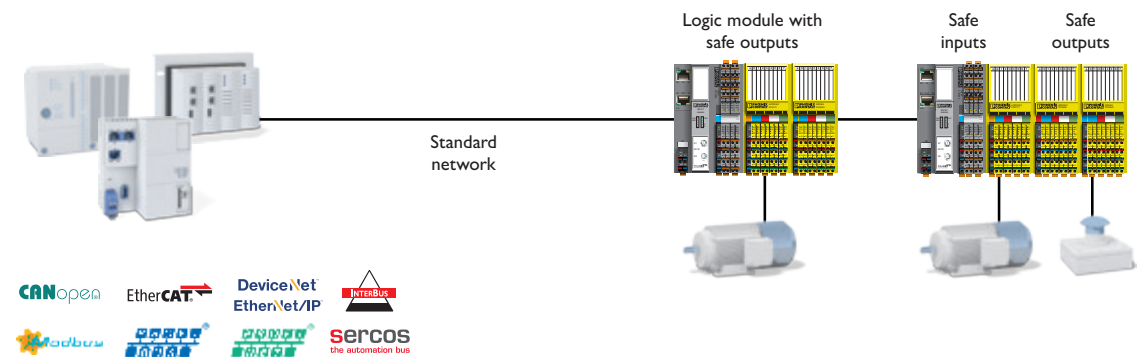 Logic module with
safe outputs
Safe
inputs
Safe
outputs
Standard
network
CANopen
EtherCAT
DeviceNet
EtherNet/IP
INTERBUS
Modbus
sercos
the automation bus